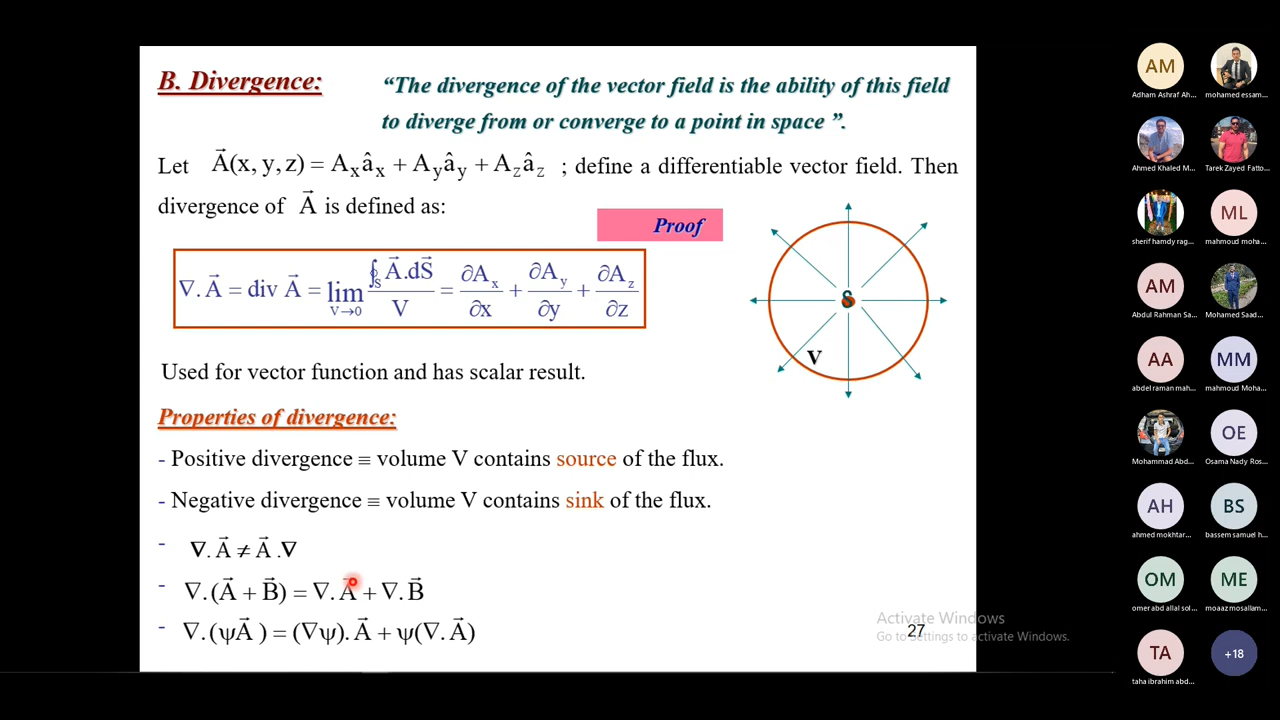 B. Divergence:
“The divergence of the vector field is the ability of this field
to diverge from or converge to a point in space ”.
Let A⃗(x, y, z) = Aₓâₓ + A_yâ_y + A_zâ_z ; define a differentiable vector field. Then
divergence of A⃗ is defined as:
Proof
∇. A⃗ = div A⃗ = lim_{V→0} ∮_S A⃗.dS⃗ / V = ∂Aₓ/∂x + ∂A_y/∂y + ∂A_z/∂z
V
Used for vector function and has scalar result.
Properties of divergence:
- Positive divergence ≡ volume V contains source of the flux.
- Negative divergence ≡ volume V contains sink of the flux.
- ∇. A⃗ ≠ A⃗ .∇
- ∇. (A⃗ + B⃗) = ∇. A⃗ + ∇. B⃗
- ∇. (ψA⃗ ) = (∇ψ). A⃗ + ψ(∇. A⃗)
27
Activate Windows
Go to Settings to activate Windows.
AM
Adham Ashraf Ah...
mohamed essam...
Ahmed Khaled M...
Tarek Zayed Fatto...
sherif hamdy rag...
ML
mahmoud moha...
AM
Abdul Rahman Sa...
Mohamed Saad...
AA
abdel raman mah...
MM
mahmoud Moha...
Mohammad Abd...
OE
Osama Nady Ros...
AH
ahmed mokhtar...
BS
bassem samuel h...
OM
omer abd allal sol...
ME
moaaz mosallam...
TA
taha ibrahim abd...
+18